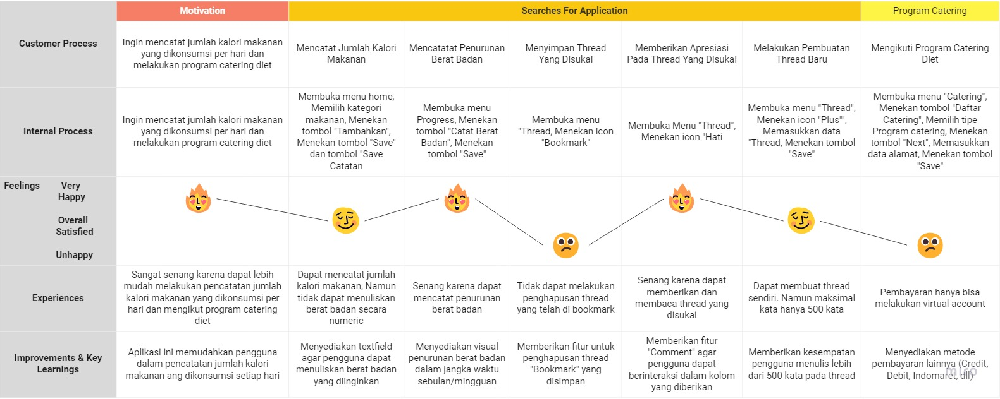 Motivation
Searches For Application
Program Catering
Customer Process
Ingin mencatat jumlah kalori makanan
yang dikonsumsi per hari dan
melakukan program catering diet
Mencatat Jumlah Kalori
Makanan
Mencatatat Penurunan
Berat Badan
Menyimpan Thread
Yang Disukai
Memberikan Apresiasi
Pada Thread Yang Disukai
Melakukan Pembuatan
Thread Baru
Mengikuti Program Catering
Diet
Internal Process
Ingin mencatat jumlah kalori makanan
yang dikonsumsi per hari dan
melakukan program catering diet
Membuka menu home,
Memilih kategori
makanan, Menekan
tombol "Tambahkan",
Menekan tombol "Save"
dan tombol "Save
Catatan
Membuka menu
Progress, Menekan
tombol "Catat Berat
Badan", Menekan
tombol "Save"
Membuka menu
"Thread, Menekan icon
"Bookmark"
Membuka Menu "Thread",
Menekan icon "Hati
Membuka menu "Thread",
Menekan icon "Plus"",
Memasukkan data
"Thread, Menekan tombol
"Save"
Membuka menu "Catering",
Menekan tombol "Daftar
Catering", Memilih tipe
Program catering, Menekan
tombol "Next", Memasukkan
data alamat, Menekan tombol
"Save"
Feelings
Very
Happy
Overall
Satisfied
Unhappy
Experiences
Sangat senang karena dapat lebih
mudah melakukan pencatatan jumlah
kalori makanan yang dikonsumsi per
hari dan mengikut program catering
diet
Dapat mencatat jumlah
kalori makanan, Namun
tidak dapat menuliskan
berat badan secara
numeric
Senang karena dapat
mencatat penurunan
berat badan
Tidak dapat melakukan
penghapusan thread
yang telah di bookmark
Senang karena dapat
memberikan dan
membaca thread yang
disukai
Dapat membuat thread
sendiri. Namun maksimal
kata hanya 500 kata
Pembayaran hanya bisa
melakukan virtual account
Improvements & Key
Learnings
Aplikasi ini memudahkan pengguna
dalam pencatatan jumlah kalori
makanan ang dikonsumsi setiap hari
Menyediakan textfield
agar pengguna dapat
menuliskan berat badan
yang diinginkan
Menyediakan visual
penurunan berat badan
dalam jangka waktu
sebulan/mingguan
Memberikan fitur untuk
penghapusan thread
"Bookmark" yang
disimpan
Memberikan fitur
"Comment" agar
pengguna dapat
berinteraksi dalam kolom
yang diberikan
Memberikan kesempatan
pengguna menulis lebih
dari 500 kata pada thread
Menyediakan metode
pembayaran lainnya (Credit,
Debit, Indomaret, dll)
miro